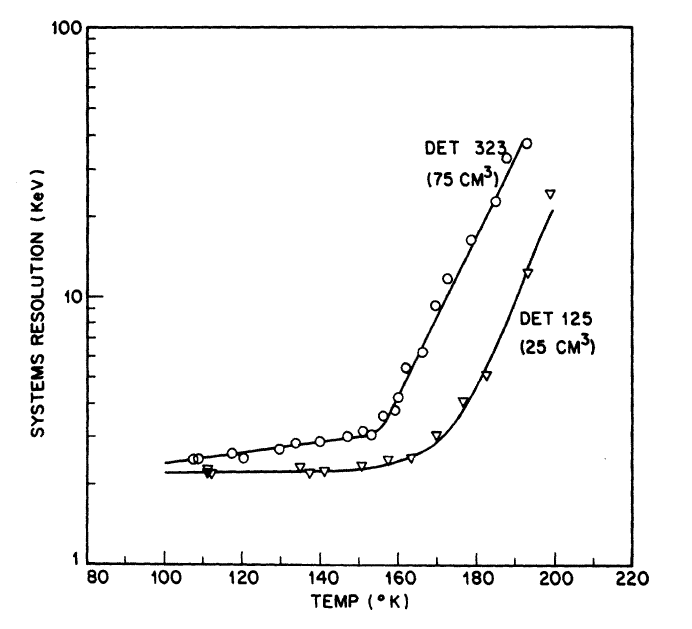 100
10
1
SYSTEMS RESOLUTION (KeV)
DET 323
(75 CM³)
DET 125
(25 CM³)
80 100 120 140 160 180 200 220
TEMP (°K)